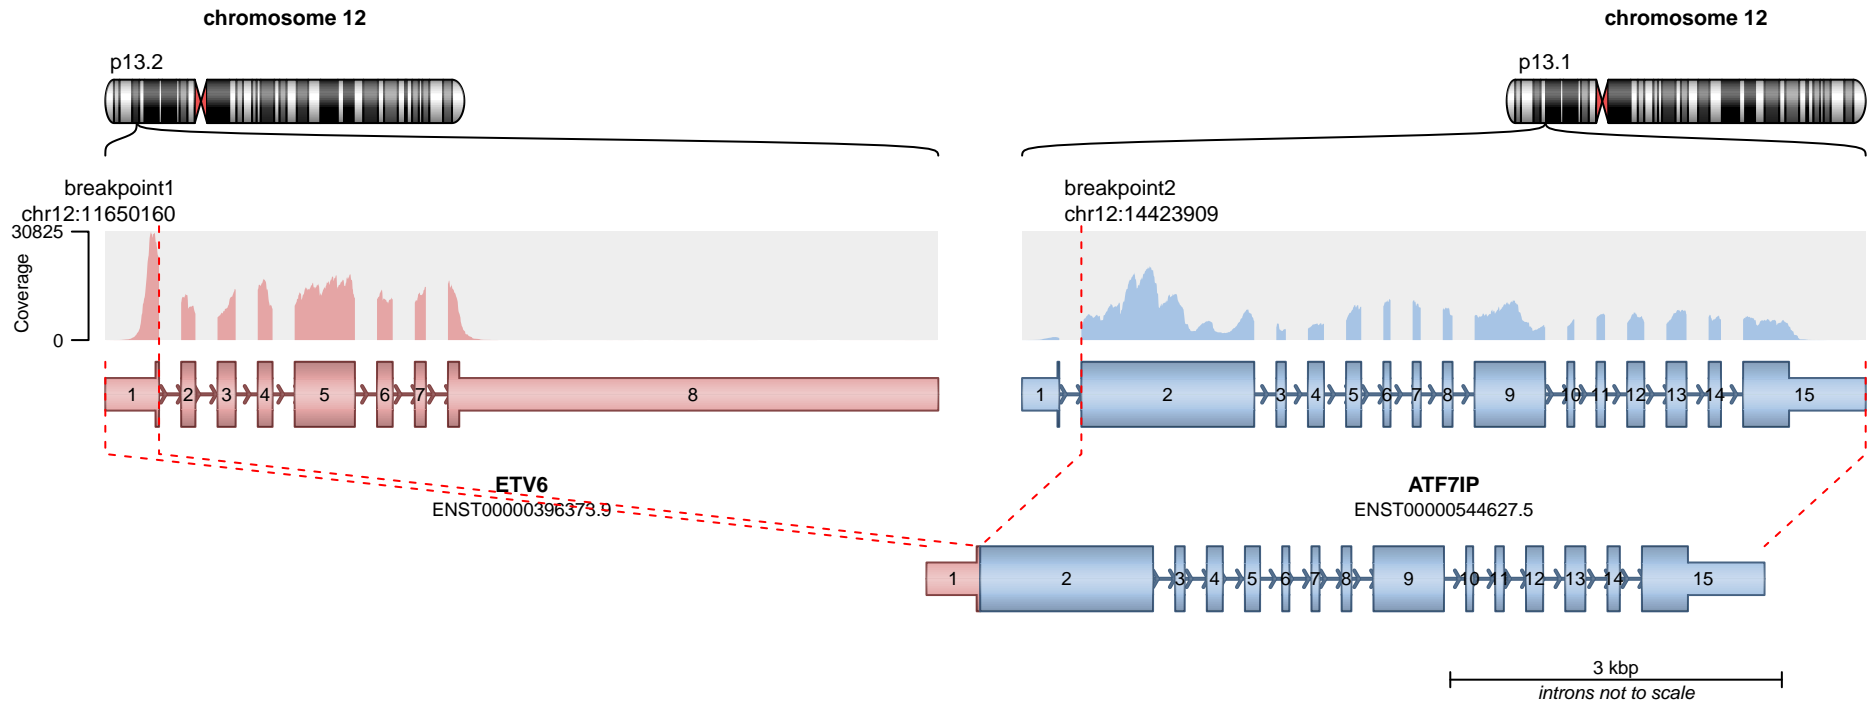 chromosome 12
chromosome 12
p13.2
p13.1
breakpoint1
chr12:11650160
breakpoint2
chr12:14423909
30825
Coverage
0
1 2 3 4 5 6 7 8
1 2 3 4 5 6 7 8 9 10 11 12 13 14 15
ETV6
ENST00000396373.9
ATF7IP
ENST00000544627.5
1 2 3 4 5 6 7 8 9 10 11 12 13 14 15
3 kbp
introns not to scale